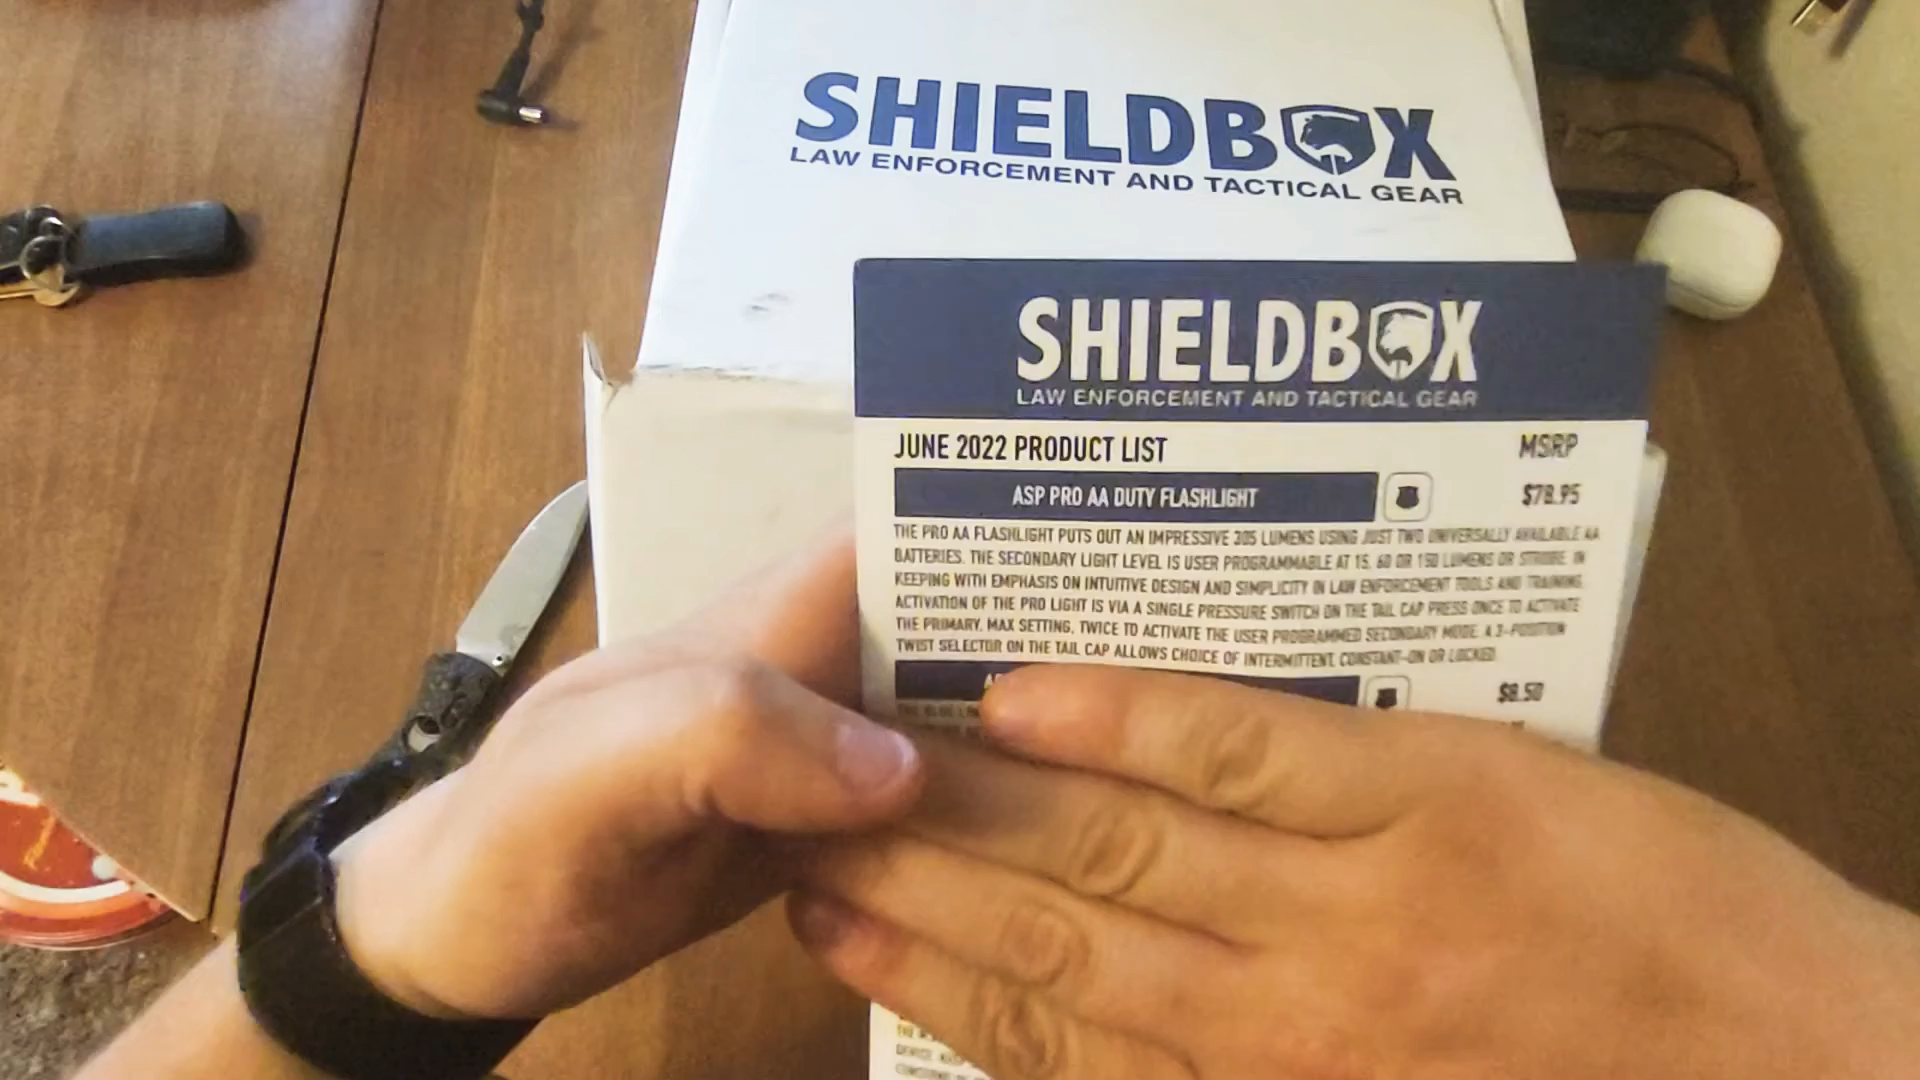 SHIELDBOX
LAW ENFORCEMENT AND TACTICAL GEAR
SHIELDBOX
LAW ENFORCEMENT AND TACTICAL GEAR
JUNE 2022 PRODUCT LIST MSRP
ASP PRO AA DUTY FLASHLIGHT $78.95
THE PRO AA FLASHLIGHT PUTS OUT AN IMPRESSIVE 305 LUMENS USING JUST TWO UNIVERSALLY AVAILABLE AA
BATTERIES. THE SECONDARY LIGHT LEVEL IS USER PROGRAMMABLE AT 15, 60 OR 150 LUMENS OR STROBE. IN
KEEPING WITH EMPHASIS ON INTUITIVE DESIGN AND SIMPLICITY IN LAW ENFORCEMENT TOOLS AND TRAINING,
ACTIVATION OF THE PRO LIGHT IS VIA A SINGLE PRESSURE SWITCH ON THE TAIL CAP PRESS ONCE TO ACTIVATE
THE PRIMARY, MAX SETTING, TWICE TO ACTIVATE THE USER PROGRAMMED SECONDARY MODE. A 3-POSITION
TWIST SELECTOR ON THE TAIL CAP ALLOWS CHOICE OF INTERMITTENT, CONSTANT-ON OR LOCKED.
$8.50
THE BLUE